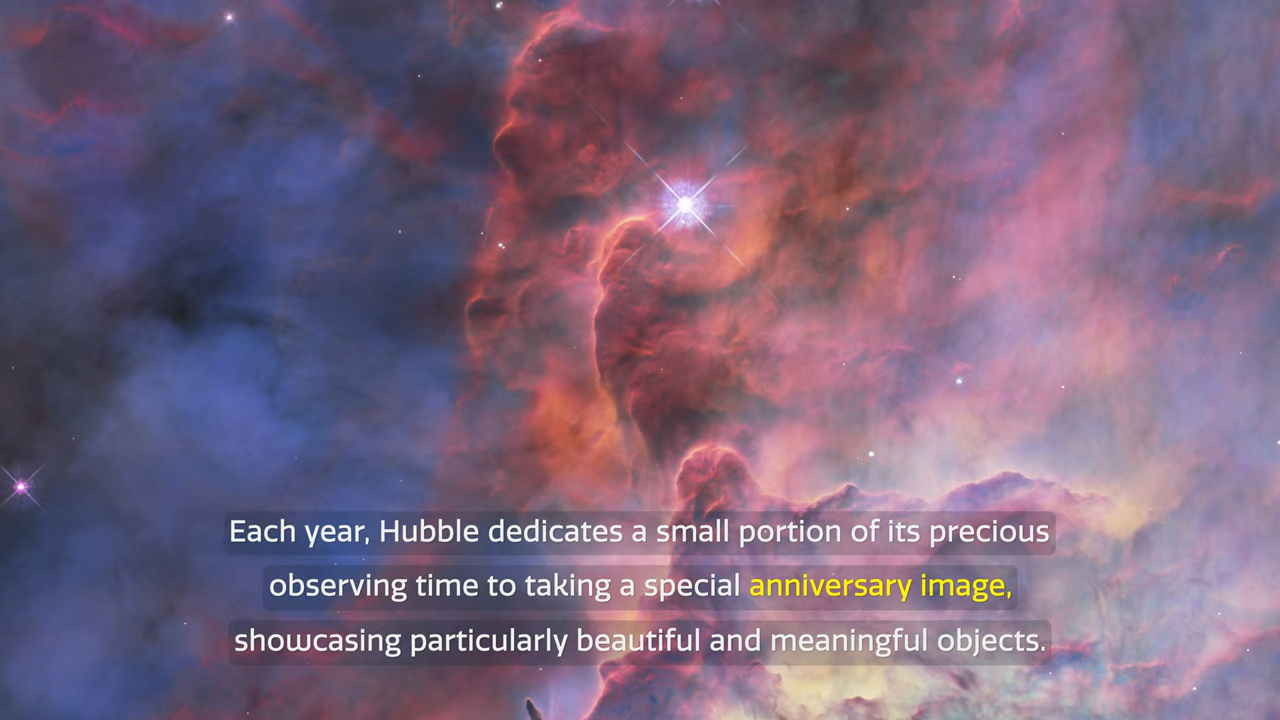 Each year, Hubble dedicates a small portion of its precious
observing time to taking a special anniversary image,
showcasing particularly beautiful and meaningful objects.